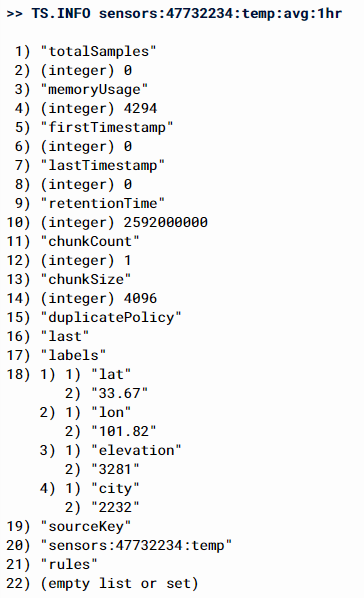 >> TS.INFO sensors:47732234:temp:avg:1hr
1) "totalSamples"
2) (integer) 0
3) "memoryUsage"
4) (integer) 4294
5) "firstTimestamp"
6) (integer) 0
7) "lastTimestamp"
8) (integer) 0
9) "retentionTime"
10) (integer) 2592000000
11) "chunkCount"
12) (integer) 1
13) "chunkSize"
14) (integer) 4096
15) "duplicatePolicy"
16) "last"
17) "labels"
18) 1) 1) "lat"
2) "33.67"
2) 1) "lon"
2) "101.82"
3) 1) "elevation"
2) "3281"
4) 1) "city"
2) "2232"
19) "sourceKey"
20) "sensors:47732234:temp"
21) "rules"
22) (empty list or set)